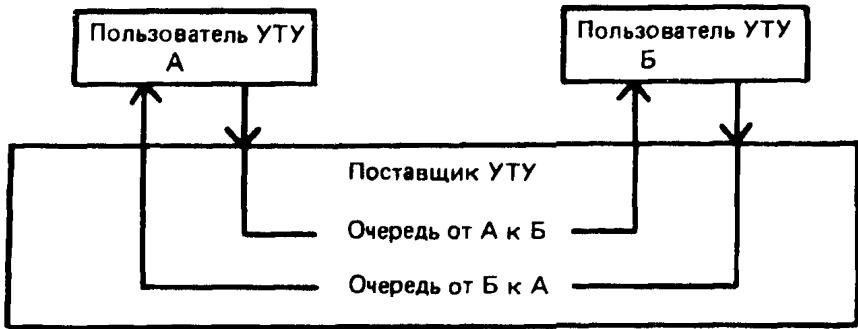 Пользователь УТУ
А
Пользователь УТУ
Б
Поставщик УТУ
Очередь от А к Б
Очередь от Б к А